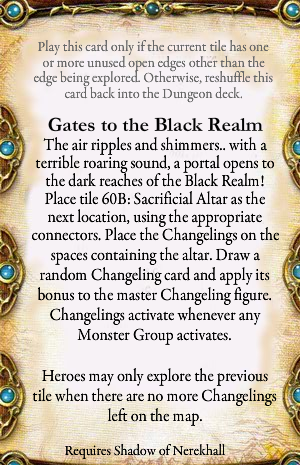 Play this card only if the current tile has one
or more unused open edges other than the
edge being explored. Otherwise, reshuffle this
card back into the Dungeon deck.
Gates to the Black Realm
The air ripples and shimmers.. with a
terrible roaring sound, a portal opens to
the dark reaches of the Black Realm!
Place tile 60B: Sacrificial Altar as the
next location, using the appropriate
connectors. Place the Changelings on the
spaces containing the altar. Draw a
random Changeling card and apply its
bonus to the master Changeling figure.
Changelings activate whenever any
Monster Group activates.
Heroes may only explore the previous
tile when there are no more Changelings
left on the map.
Requires Shadow of Nerekhall